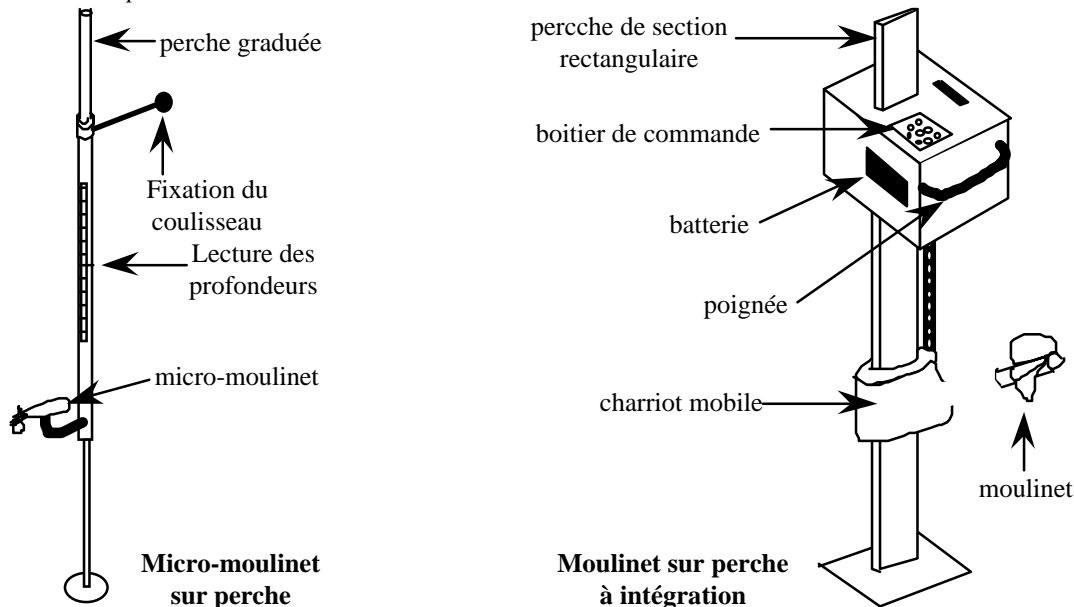 perche graduée
Fixation du
coulisseau
Lecture des
profondeurs
micro-moulinet
Micro-moulinet
sur perche
percche de section
rectangulaire
boitier de commande
batterie
poignée
charriot mobile
moulinet
Moulinet sur perche
à intégration